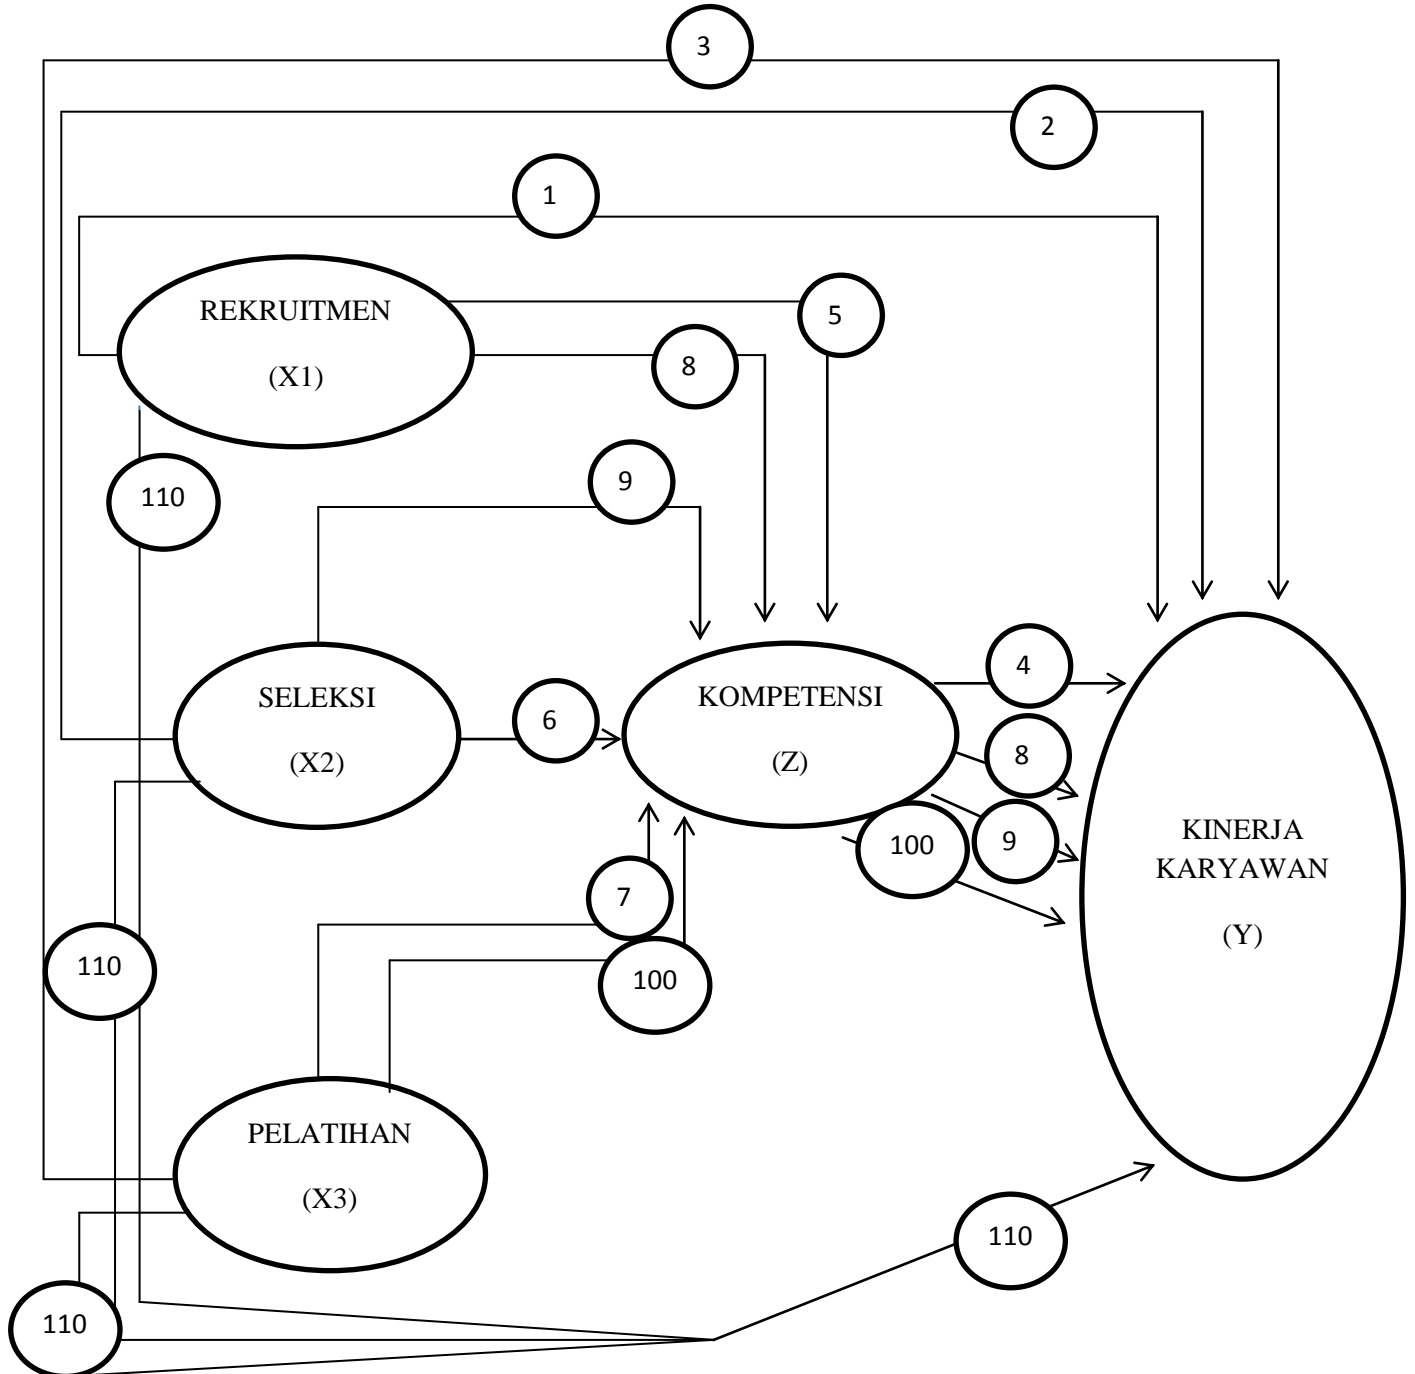 3
2
1
REKRUITMEN
(X1)
5
8
110
9
SELEKSI
(X2)
6
KOMPETENSI
(Z)
4
8
9
100
KINERJA
KARYAWAN
(Y)
7
100
110
PELATIHAN
(X3)
110
110